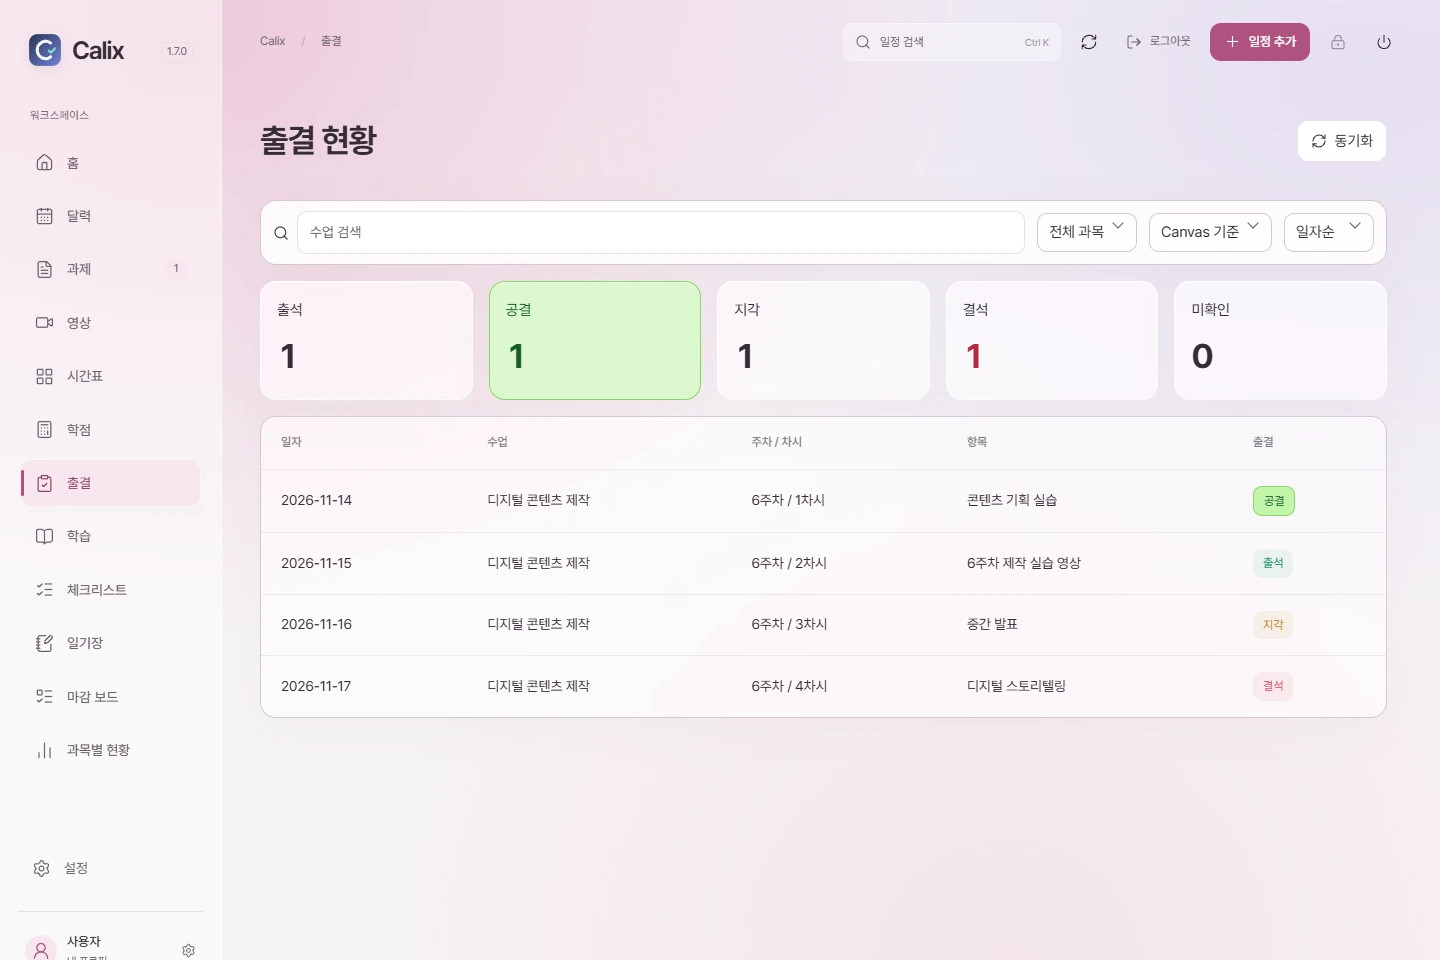 Calix
1.7.0
워크스페이스
홈
달력
과제 1
영상
시간표
학점
출결
학습
체크리스트
일기장
마감 보드
과목별 현황
설정
사용자
Calix / 출결
일정 검색 Ctrl K
로그아웃
일정 추가
출결 현황
동기화
수업 검색
전체 과목
Canvas 기준
일자순
출석
1
공결
1
지각
1
결석
1
미확인
0
일자 수업 주차 / 차시 항목 출결
2026-11-14 디지털 콘텐츠 제작 6주차 / 1차시 콘텐츠 기획 실습 공결
2026-11-15 디지털 콘텐츠 제작 6주차 / 2차시 6주차 제작 실습 영상 출석
2026-11-16 디지털 콘텐츠 제작 6주차 / 3차시 중간 발표 지각
2026-11-17 디지털 콘텐츠 제작 6주차 / 4차시 디지털 스토리텔링 결석